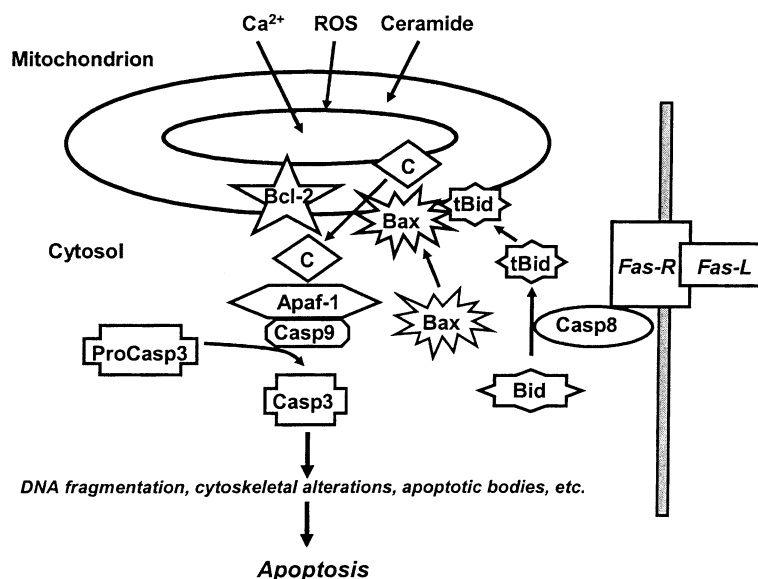 Ca²⁺ ROS Ceramide
Mitochondrion
C
Bcl-2
tBid
Bax
Cytosol
C
tBid
Fas-R
Fas-L
Apaf-1
Casp9
Bax
Casp8
ProCasp3
Casp3
Bid
DNA fragmentation, cytoskeletal alterations, apoptotic bodies, etc.
Apoptosis